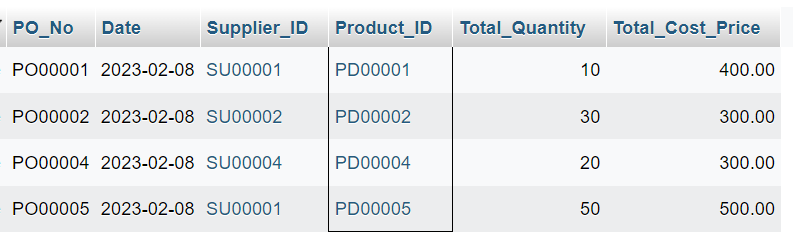 PO_No Date Supplier_ID Product_ID Total_Quantity Total_Cost_Price
PO00001 2023-02-08 SU00001 PD00001 10 400.00
PO00002 2023-02-08 SU00002 PD00002 30 300.00
PO00004 2023-02-08 SU00004 PD00004 20 300.00
PO00005 2023-02-08 SU00001 PD00005 50 500.00